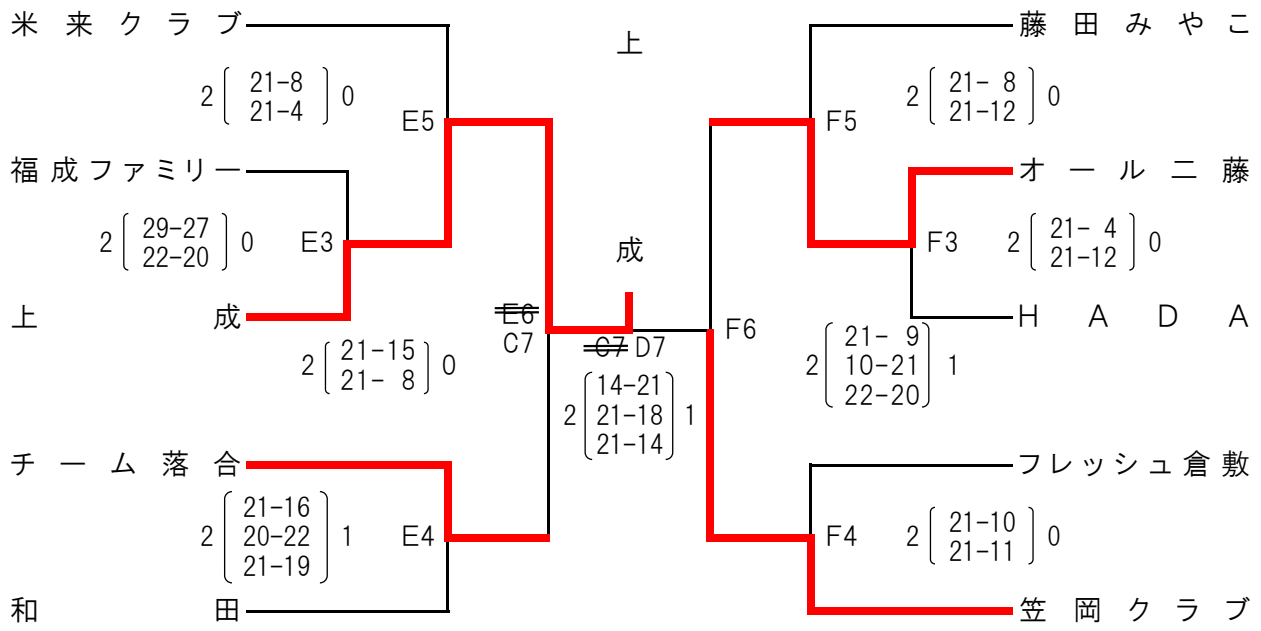 米来クラブ
2 21-8 0
21-4
E5
福成ファミリー
2 29-27 0
22-20
E3
上成
2 21-15 0
21- 8
E6
C7
チーム落合
2 21-16
20-22 1
21-19
E4
和田
上
成
C7 D7
14-21
2 21-18 1
21-14
藤田みやこ
2 21- 8 0
21-12
F5
オール二藤
F3
2 21- 4 0
21-12
HADA
F6
21- 9
2 10-21 1
22-20
フレッシュ倉敷
F4
2 21-10 0
21-11
笠岡クラブ